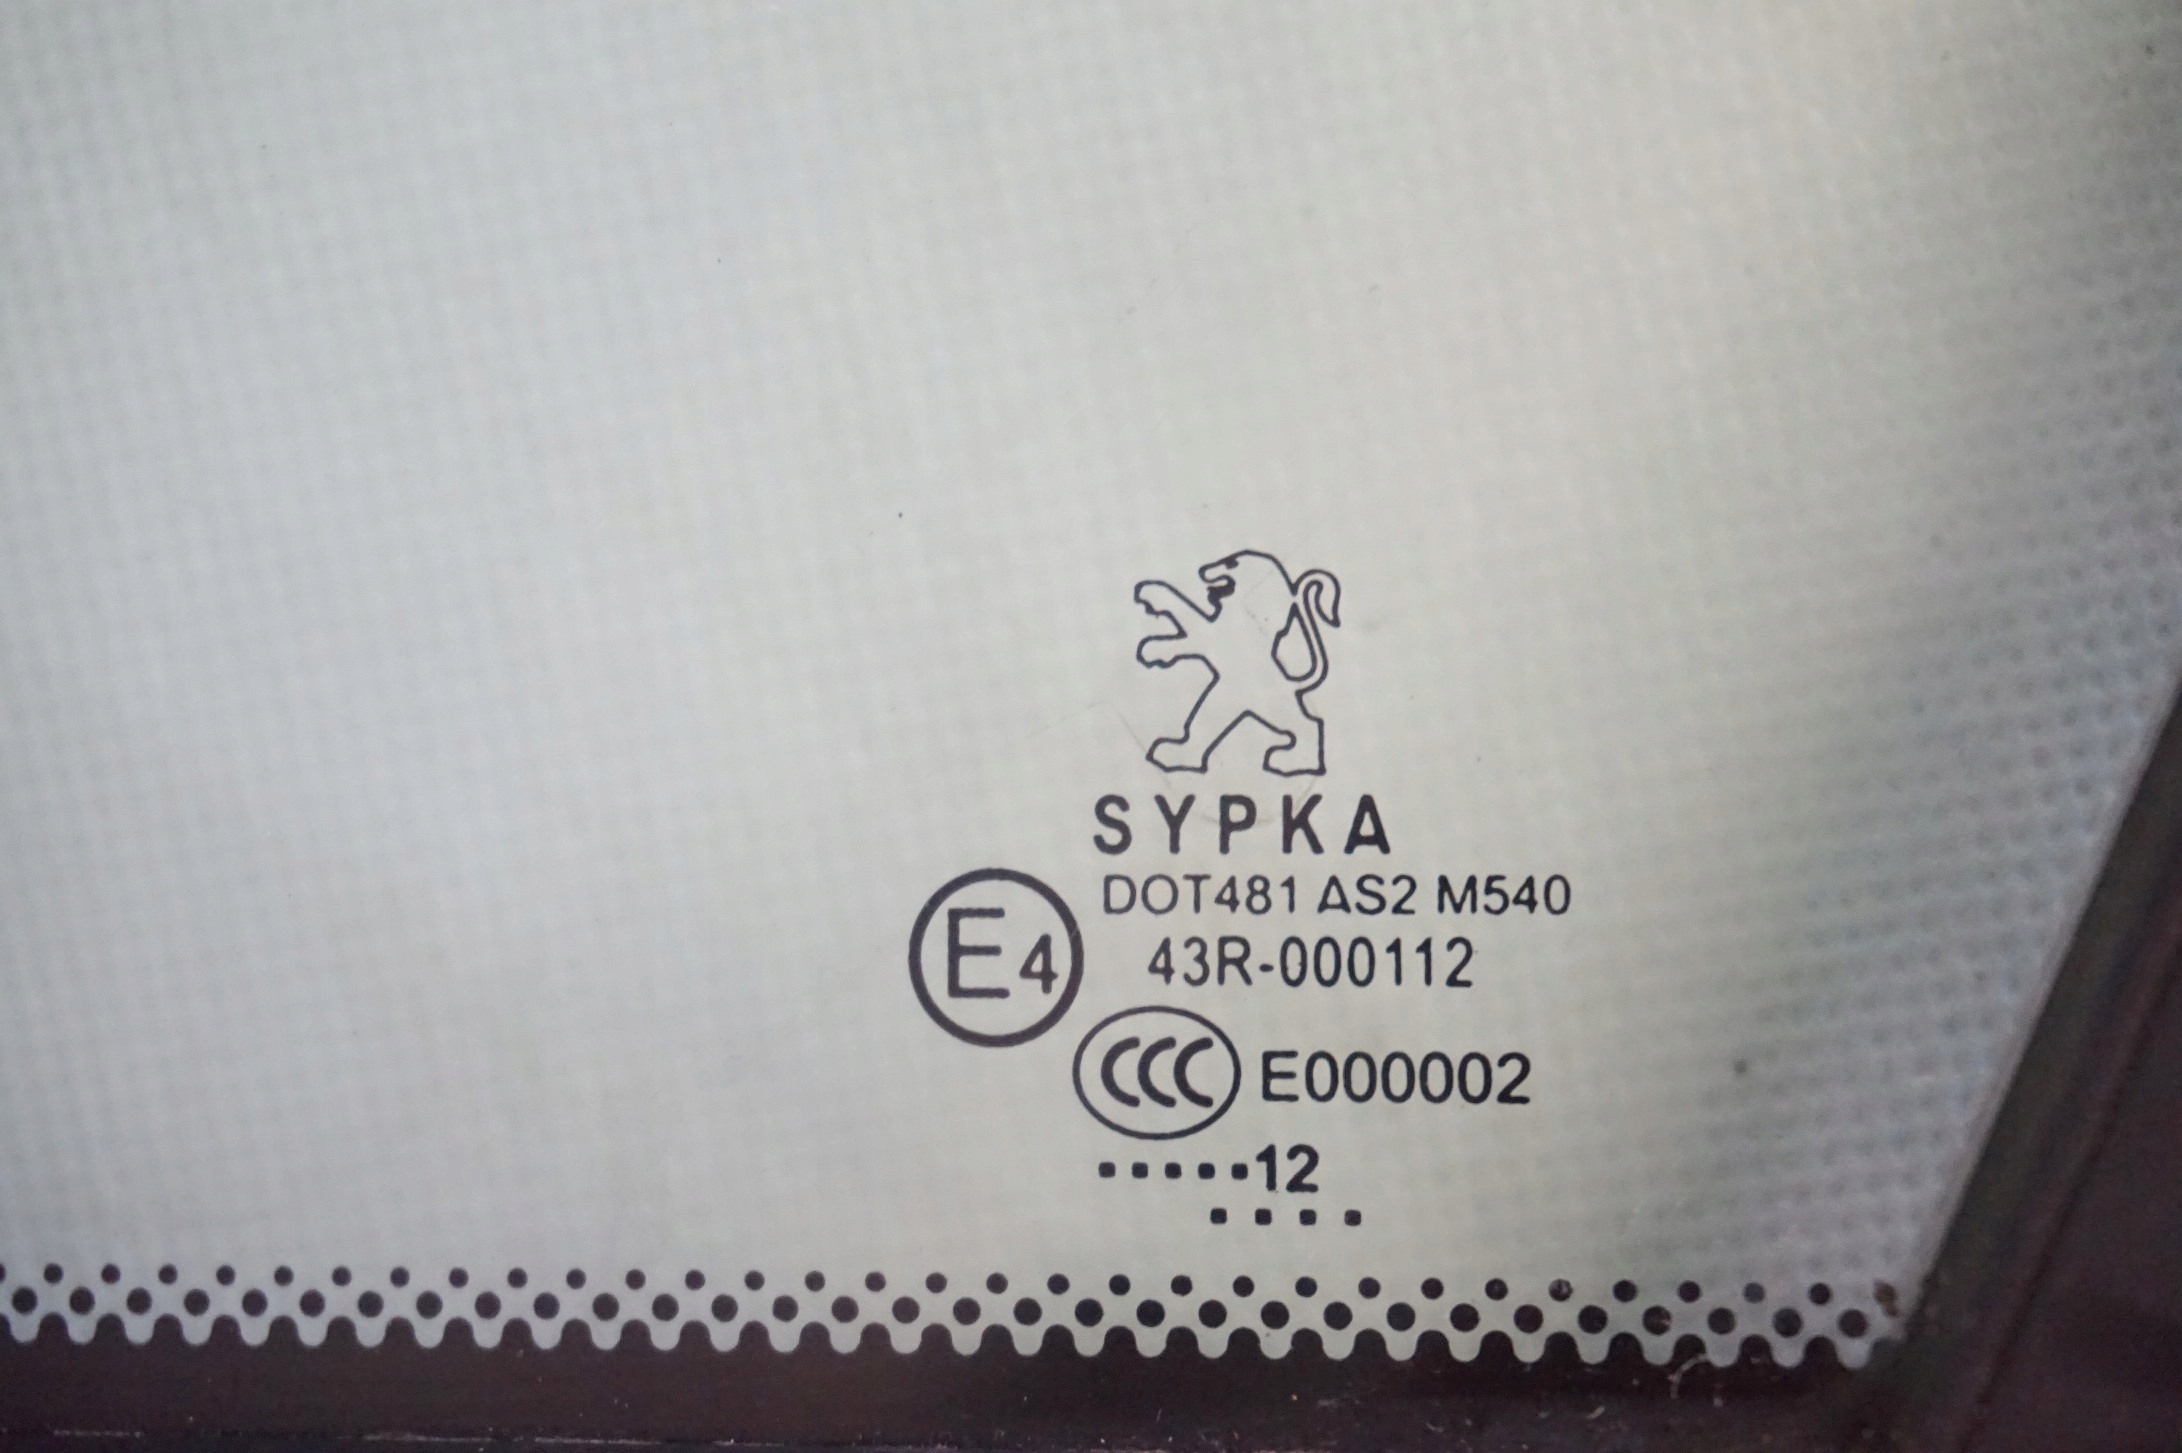 SYPKA
DOT481 AS2 M540
E4 43R-000112
CCC E000002
.....12
....